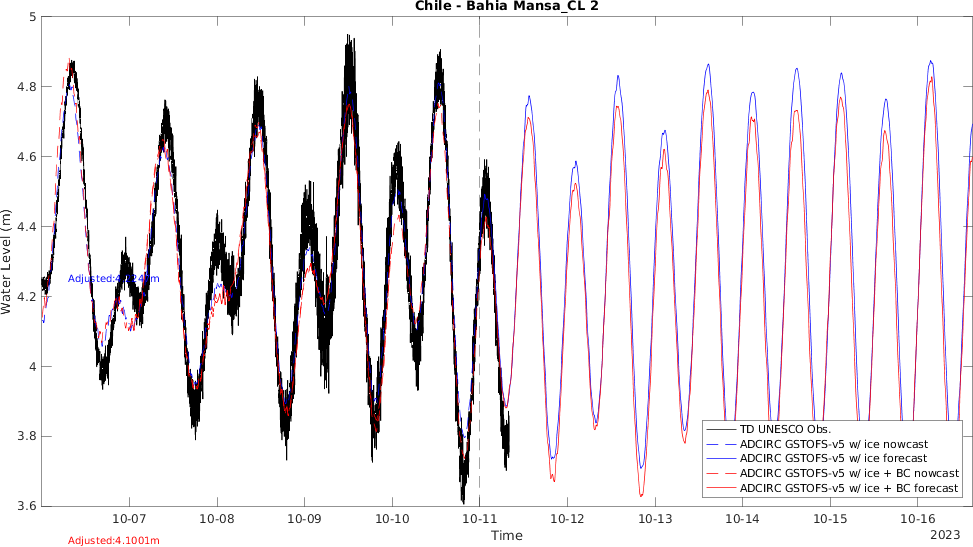 Chile - Bahia Mansa_CL 2
Water Level (m)
5
4.8
4.6
4.4
4.2
4
3.8
3.6
10-07
10-08
10-09
10-10
10-11
10-12
10-13
10-14
10-15
10-16
Time
2023
TD UNESCO Obs.
ADCIRC GSTOFS-v5 w/ ice nowcast
ADCIRC GSTOFS-v5 w/ ice forecast
ADCIRC GSTOFS-v5 w/ ice + BC nowcast
ADCIRC GSTOFS-v5 w/ ice + BC forecast
Adjusted:4.1001m